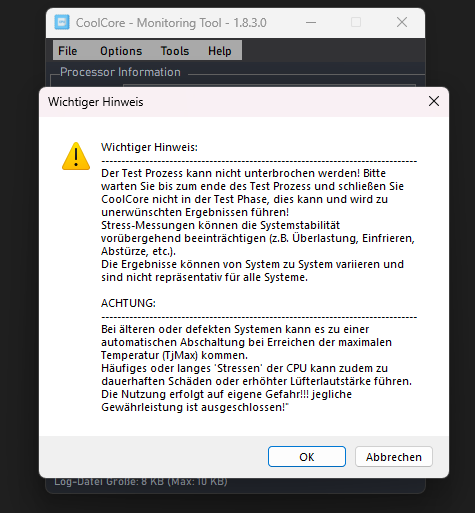 CoolCore - Monitoring Tool - 1.8.3.0
File Options Tools Help
Processor Information
Wichtiger Hinweis
Wichtiger Hinweis:
-----------------------------------------------------------------
Der Test Prozess kann nicht unterbrochen werden! Bitte
warten Sie bis zum ende des Test Prozess und schließen Sie
CoolCore nicht in der Test Phase, dies kann und wird zu
unerwünschten Ergebnissen führen!
Stress-Messungen können die Systemstabilität
vorübergehend beeinträchtigen (z.B. Überlastung, Einfrieren,
Abstürze, etc.).
Die Ergebnisse können von System zu System variieren und
sind nicht repräsentativ für alle Systeme.
ACHTUNG:
-----------------------------------------------------------------
Bei älteren oder defekten Systemen kann es zu einer
automatischen Abschaltung bei Erreichen der maximalen
Temperatur (TjMax) kommen.
Häufiges oder langes 'Stressen' der CPU kann zudem zu
dauerhaften Schäden oder erhöhter Lüfterlautstärke führen.
Die Nutzung erfolgt auf eigene Gefahr!!! jegliche
Gewährleistung ist ausgeschlossen!"
OK Abbrechen
Log-Datei Größe: 8 KB (Max: 10 KB)